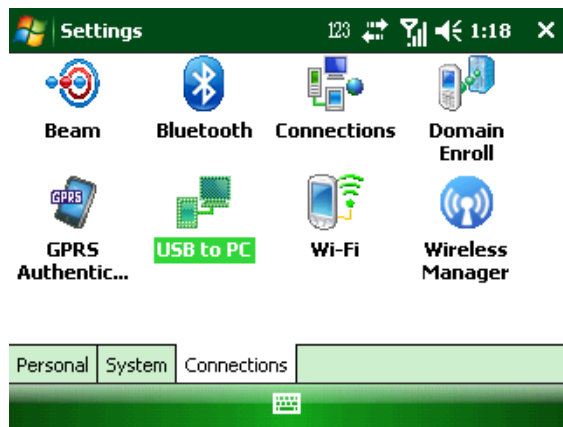 Settings 123 1:18
Beam Bluetooth Connections Domain
Enroll
GPRS
GPRS USB to PC Wi-Fi Wireless
Authentic... Manager
Personal System Connections